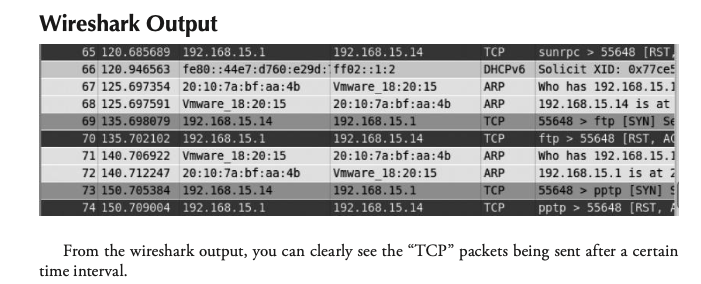 Wireshark Output
65 120.685689 192.168.15.1 192.168.15.14 TCP sunrpc > 55648 [RST,
66 120.946563 fe80::44e7:d760:e29d: ff02::1:2 DHCPv6 Solicit XID: 0x77ce5
67 125.697354 20:10:7a:bf:aa:4b Vmware_18:20:15 ARP Who has 192.168.15.1
68 125.697591 Vmware_18:20:15 20:10:7a:bf:aa:4b ARP 192.168.15.14 is at
69 135.698079 192.168.15.14 192.168.15.1 TCP 55648 > ftp [SYN] Se
70 135.702102 192.168.15.1 192.168.15.14 TCP ftp > 55648 [RST, AC
71 140.706922 Vmware_18:20:15 20:10:7a:bf:aa:4b ARP Who has 192.168.15.1
72 140.712247 20:10:7a:bf:aa:4b Vmware_18:20:15 ARP 192.168.15.1 is at 2
73 150.705384 192.168.15.14 192.168.15.1 TCP 55648 > pptp [SYN] S
74 150.709004 192.168.15.1 192.168.15.14 TCP pptp > 55648 [RST, A
From the wireshark output, you can clearly see the “TCP” packets being sent after a certain
time interval.